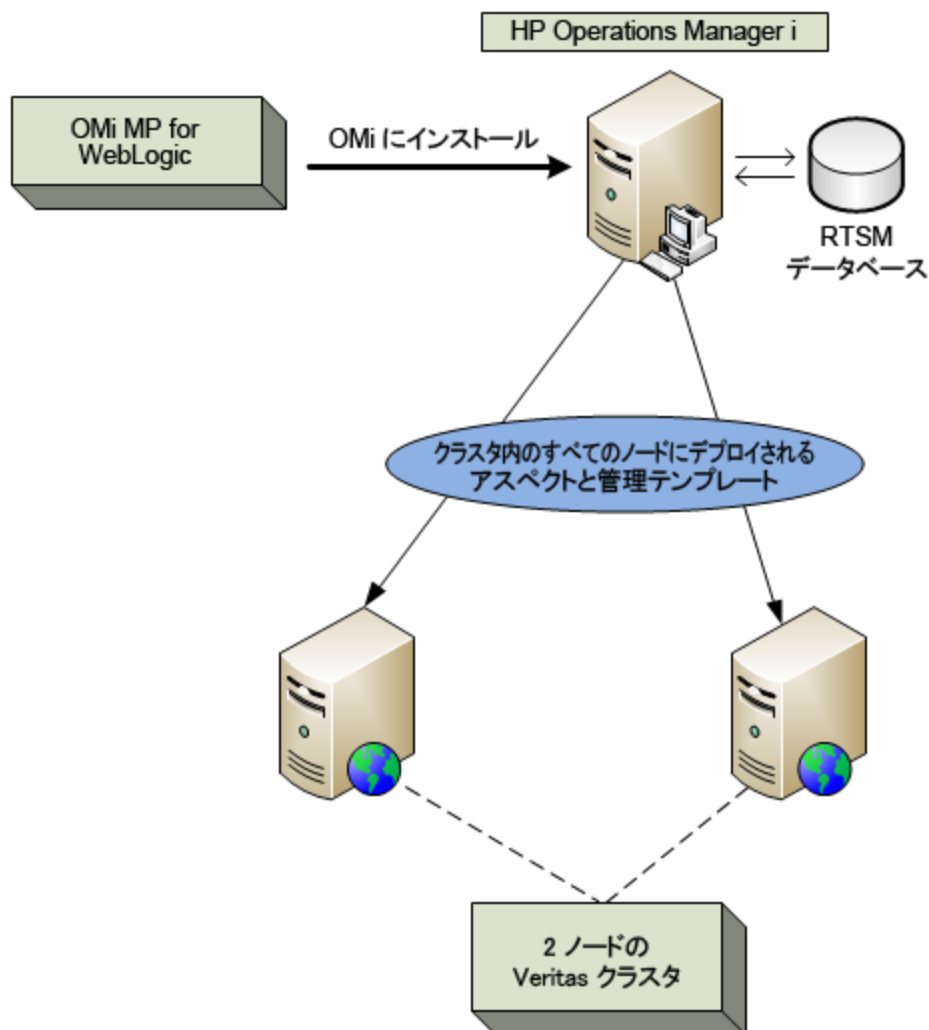 HP Operations Manager i
OMi MP for
WebLogic
OMi にインストール
RTSM
データベース
クラスタ内のすべてのノードにデプロイされる
アスペクトと管理テンプレート
2 ノードの
Veritas クラスタ